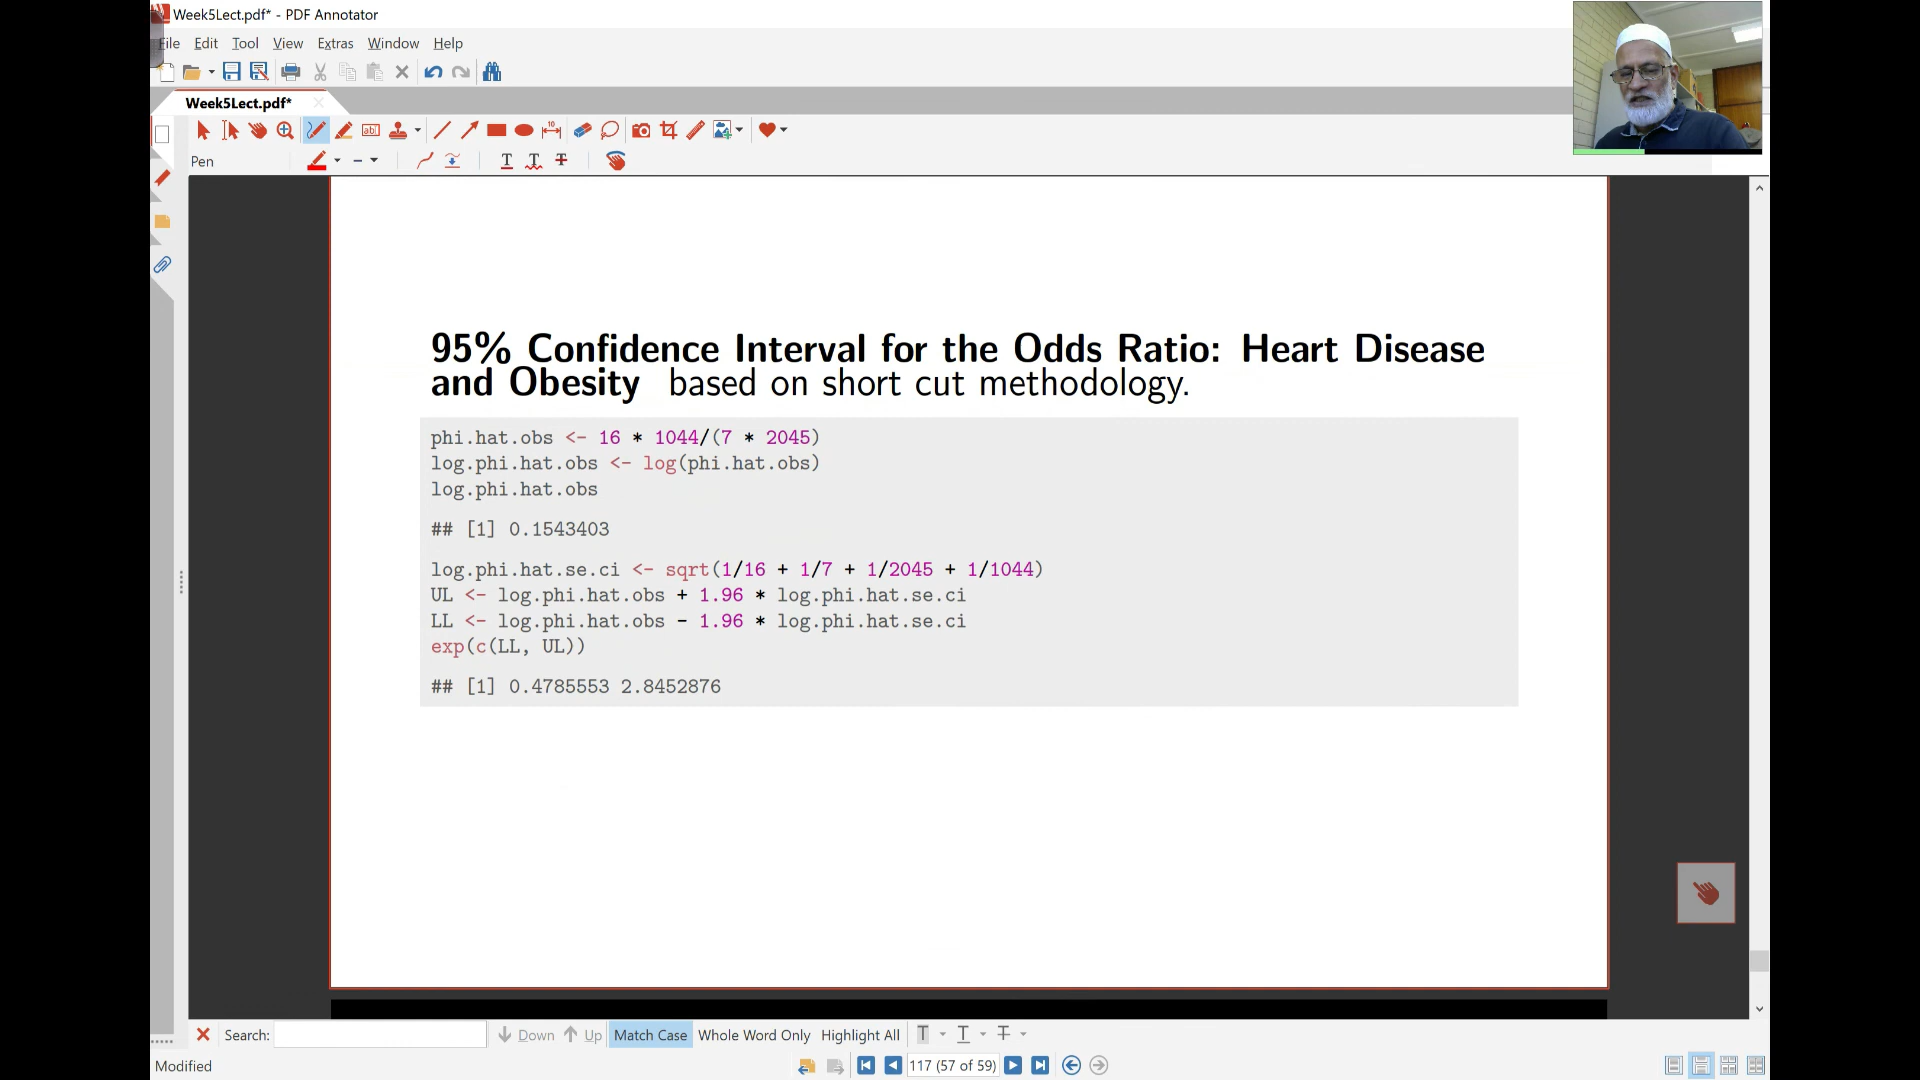 Week5Lect.pdf* - PDF Annotator
File Edit Tool View Extras Window Help
Week5Lect.pdf*
Pen
95% Confidence Interval for the Odds Ratio: Heart Disease
and Obesity based on short cut methodology.
phi.hat.obs <- 16 * 1044/(7 * 2045)
log.phi.hat.obs <- log(phi.hat.obs)
log.phi.hat.obs
## [1] 0.1543403
log.phi.hat.se.ci <- sqrt(1/16 + 1/7 + 1/2045 + 1/1044)
UL <- log.phi.hat.obs + 1.96 * log.phi.hat.se.ci
LL <- log.phi.hat.obs - 1.96 * log.phi.hat.se.ci
exp(c(LL, UL))
## [1] 0.4785553 2.8452876
Search: Down Up Match Case Whole Word Only Highlight All
Modified
117 (57 of 59)